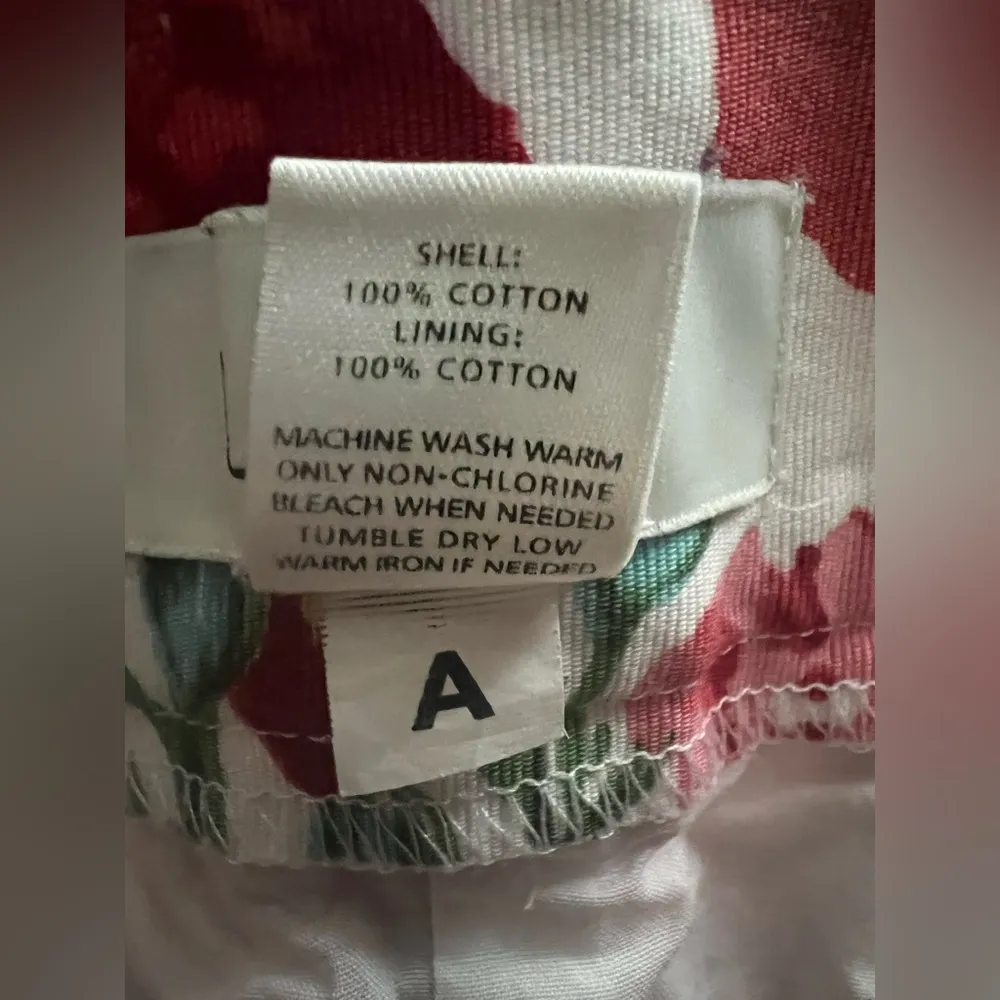 SHELL:
100% COTTON
LINING:
100% COTTON
MACHINE WASH WARM
ONLY NON-CHLORINE
BLEACH WHEN NEEDED
TUMBLE DRY LOW
WARM IRON IF NEEDED
A